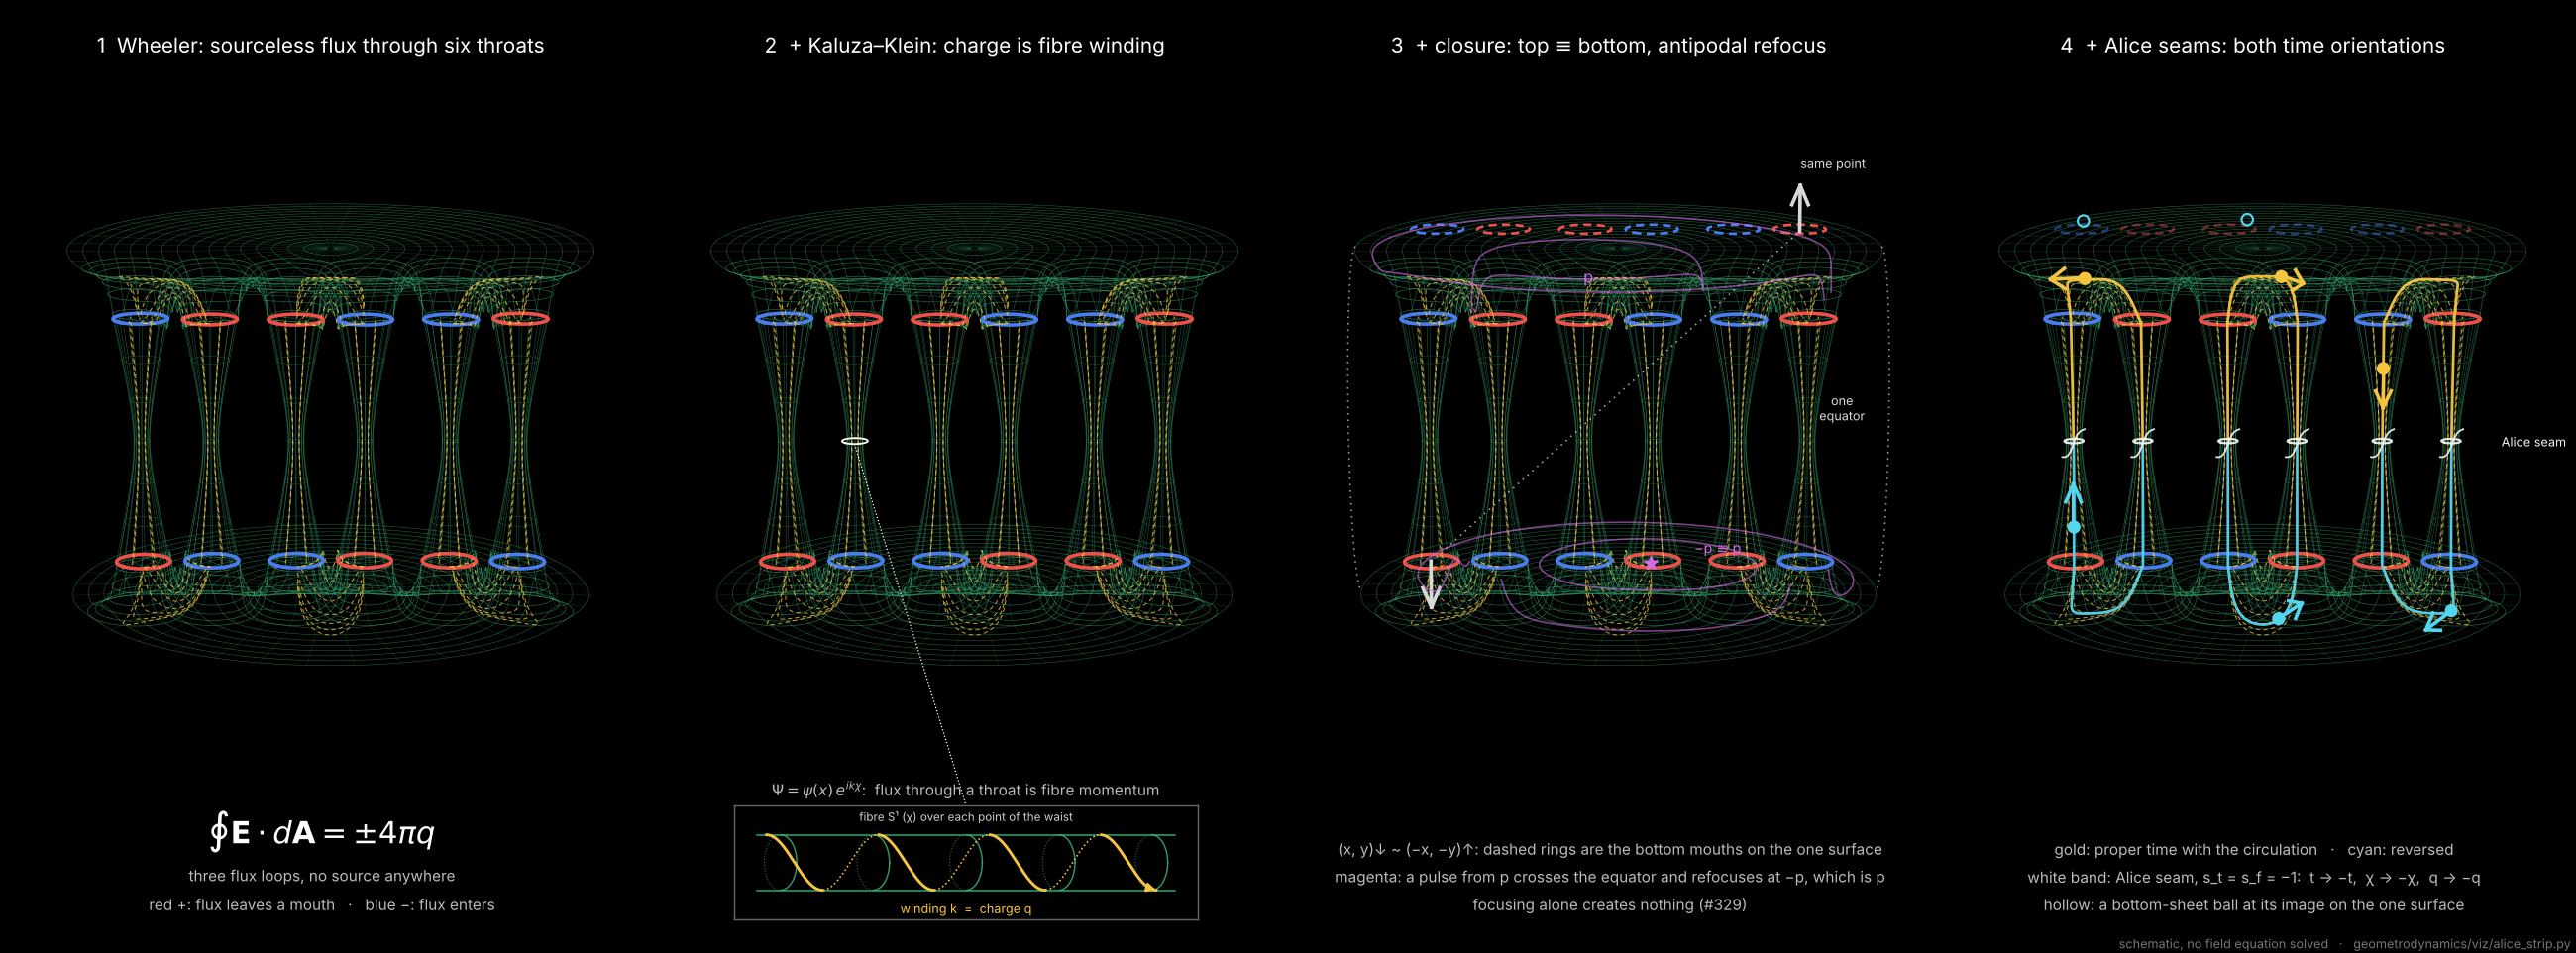 1 Wheeler: sourceless flux through six throats
∮E · dA = ±4πq
three flux loops, no source anywhere
red +: flux leaves a mouth · blue −: flux enters
2 + Kaluza–Klein: charge is fibre winding
Ψ = ψ(x) e^{ikχ}: flux through a throat is fibre momentum
fibre S¹ (χ) over each point of the waist
winding k = charge q
3 + closure: top ≡ bottom, antipodal refocus
same point
p
one
equator
−p ≡ p
(x, y)↓ ~ (−x, −y)↑: dashed rings are the bottom mouths on the one surface
magenta: a pulse from p crosses the equator and refocuses at −p, which is p
focusing alone creates nothing (#329)
4 + Alice seams: both time orientations
Alice seam
gold: proper time with the circulation · cyan: reversed
white band: Alice seam, s_t = s_f = −1: t → −t, χ → −χ, q → −q
hollow: a bottom-sheet ball at its image on the one surface
schematic, no field equation solved · geometrodynamics/viz/alice_strip.py